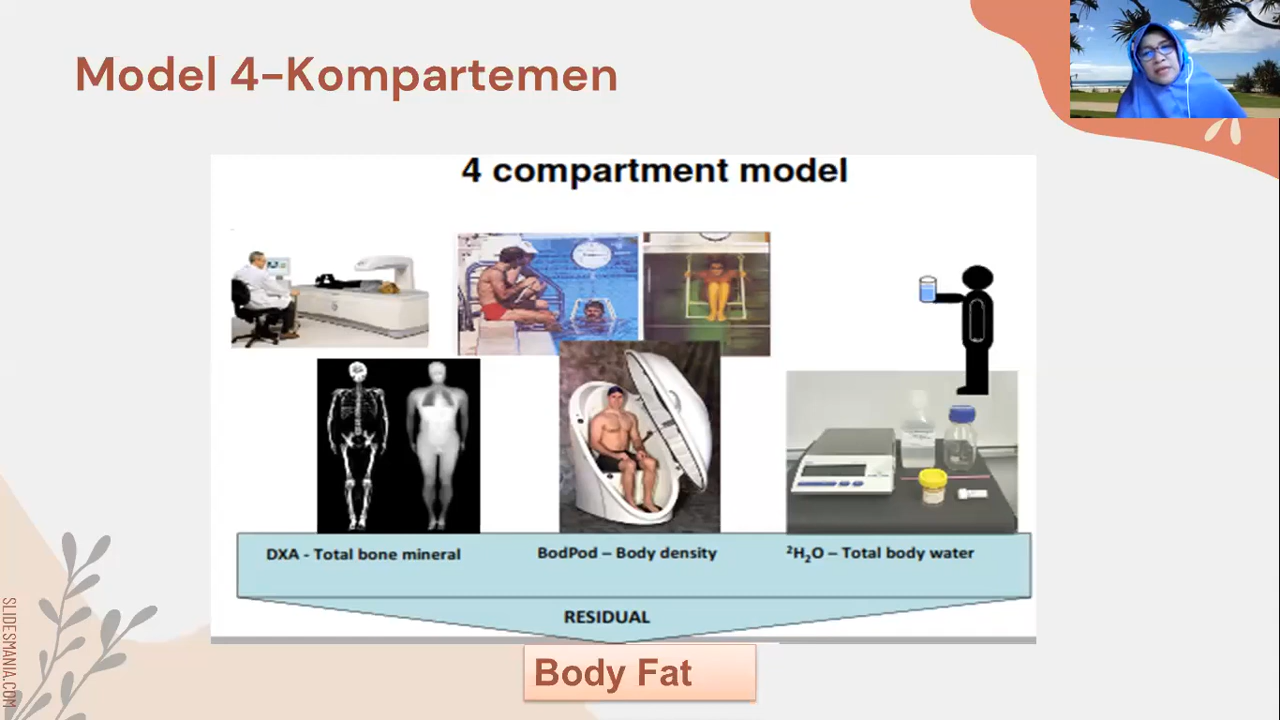 Model 4-Kompartemen
4 compartment model
DXA - Total bone mineral
BodPod – Body density
²H₂O – Total body water
RESIDUAL
Body Fat
SLIDESMANIA.COM